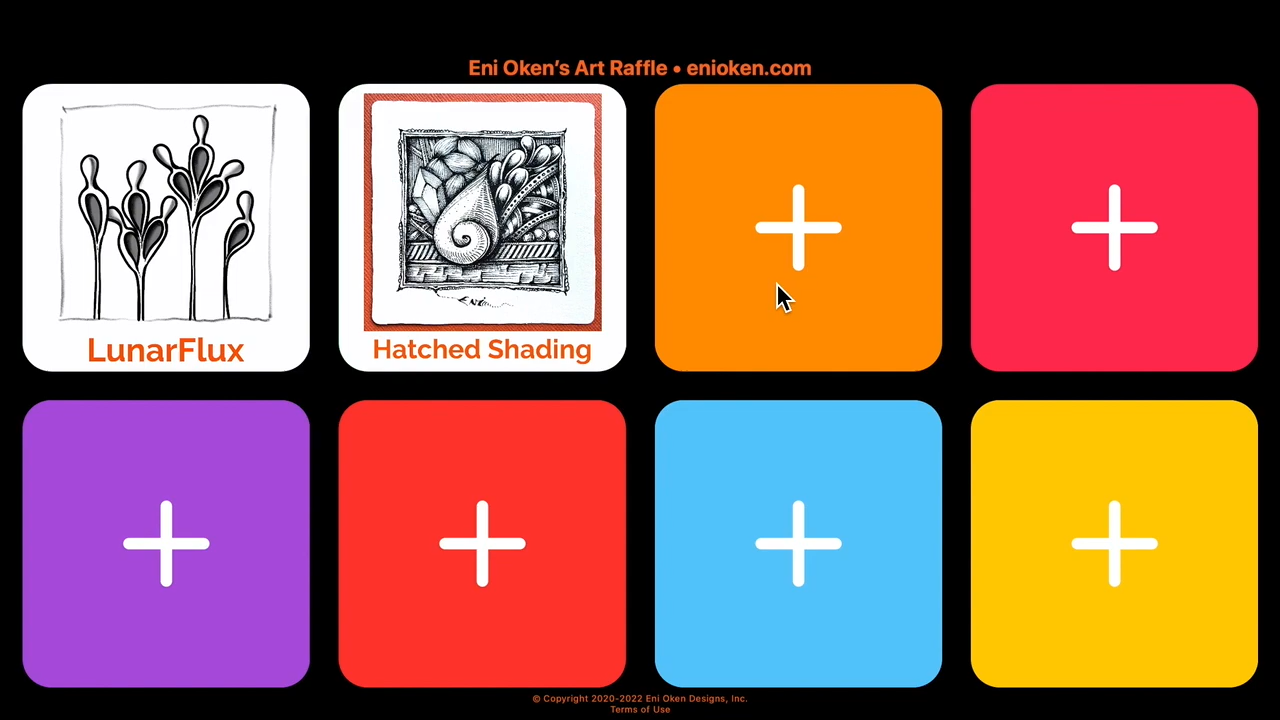 Eni Oken's Art Raffle • enioken.com
LunarFlux
Hatched Shading
© Copyright 2020-2022 Eni Oken Designs, Inc.
Terms of Use